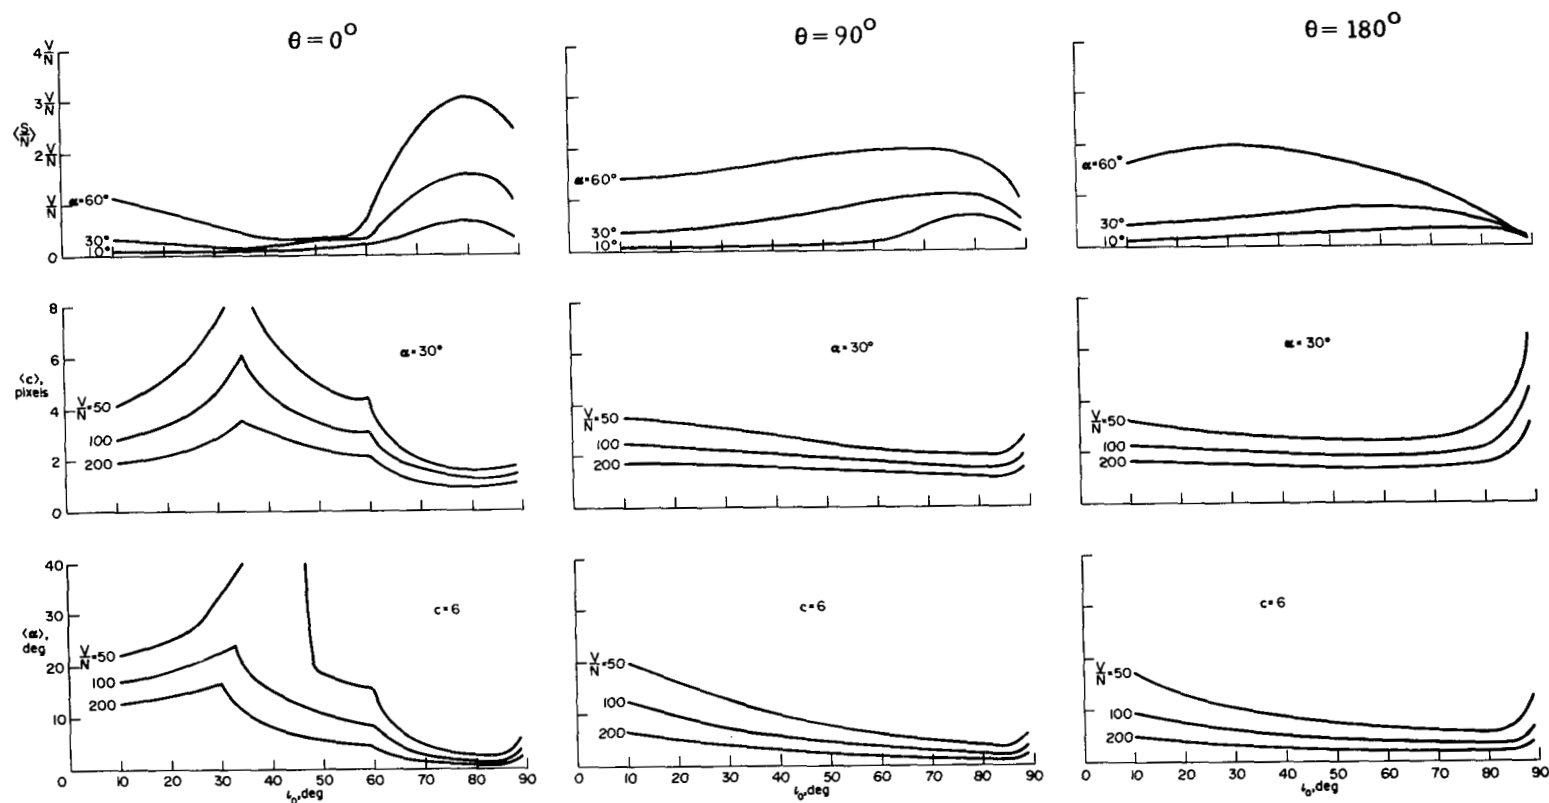 θ = 0° θ = 90° θ = 180°
4 V/N
3 V/N
⟨S/N⟩
2 V/N
V/N
α = 60° α = 60° α = 60°
30° 30° 30°
10° 10° 10°
0
8
α = 30° α = 30° α = 30°
6
⟨c⟩,
pixels
4
V/N = 50 V/N = 50 V/N = 50
100 100 100
2
200 200 200
0
40
c = 6 c = 6 c = 6
30
⟨α⟩,
deg
V/N = 50 V/N = 50 V/N = 50
20
100 100 100
200 200 200
10
0 10 20 30 40 50 60 70 80 90 0 10 20 30 40 50 60 70 80 90 0 10 20 30 40 50 60 70 80 90
ι₀, deg ι₀, deg ι₀, deg